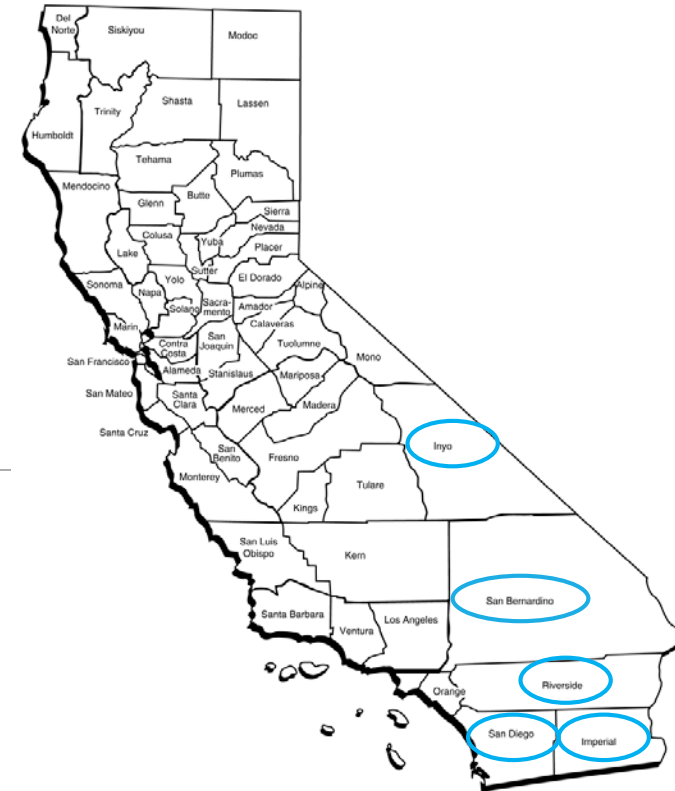 Del
Norte
Siskiyou
Modoc
Humboldt
Trinity
Shasta
Lassen
Tehama
Plumas
Mendocino
Glenn
Butte
Sierra
Nevada
Colusa
Yuba
Placer
Lake
Sutter
El Dorado
Sonoma
Napa
Yolo
Alpine
Solano
Sacra-
mento
Amador
Calaveras
Marin
Contra
Costa
San
Joaquin
Tuolumne
Mono
San Francisco
Alameda
Stanislaus
Mariposa
San Mateo
Santa
Clara
Merced
Madera
Santa Cruz
San
Benito
Fresno
Inyo
Monterey
Kings
Tulare
San Luis
Obispo
Kern
San Bernardino
Santa Barbara
Ventura
Los Angeles
Orange
Riverside
San Diego
Imperial